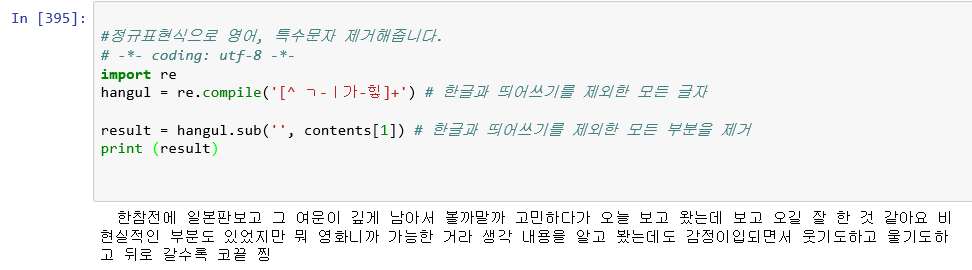 In [395]:
#정규표현식으로 영어, 특수문자 제거해줍니다.
# -*- coding: utf-8 -*-
import re
hangul = re.compile('[^ ㄱ-ㅣ가-힣]+') # 한글과 띄어쓰기를 제외한 모든 글자
result = hangul.sub('', contents[1]) # 한글과 띄어쓰기를 제외한 모든 부분을 제거
print (result)
한참전에 일본판보고 그 여운이 깊게 남아서 볼까말까 고민하다가 오늘 보고 왔는데 보고 오길 잘 한 것 같아요 비
현실적인 부분도 있었지만 뭐 영화니까 가능한 거라 생각 내용을 알고 봤는데도 감정이입되면서 웃기도하고 울기도하
고 뒤로 갈수록 코끝 찡